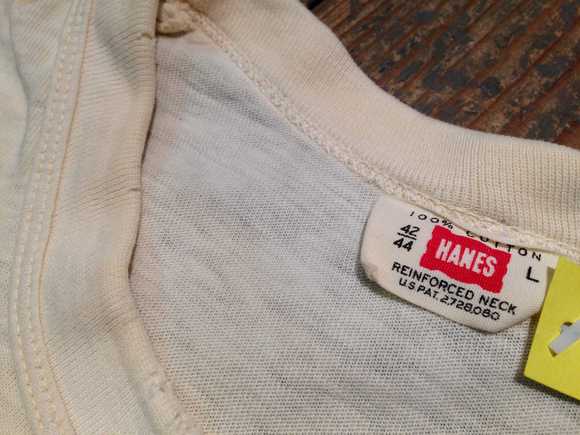 100% COTTON
42
44
HANES
L
REINFORCED NECK
U.S PAT. 2,728,080